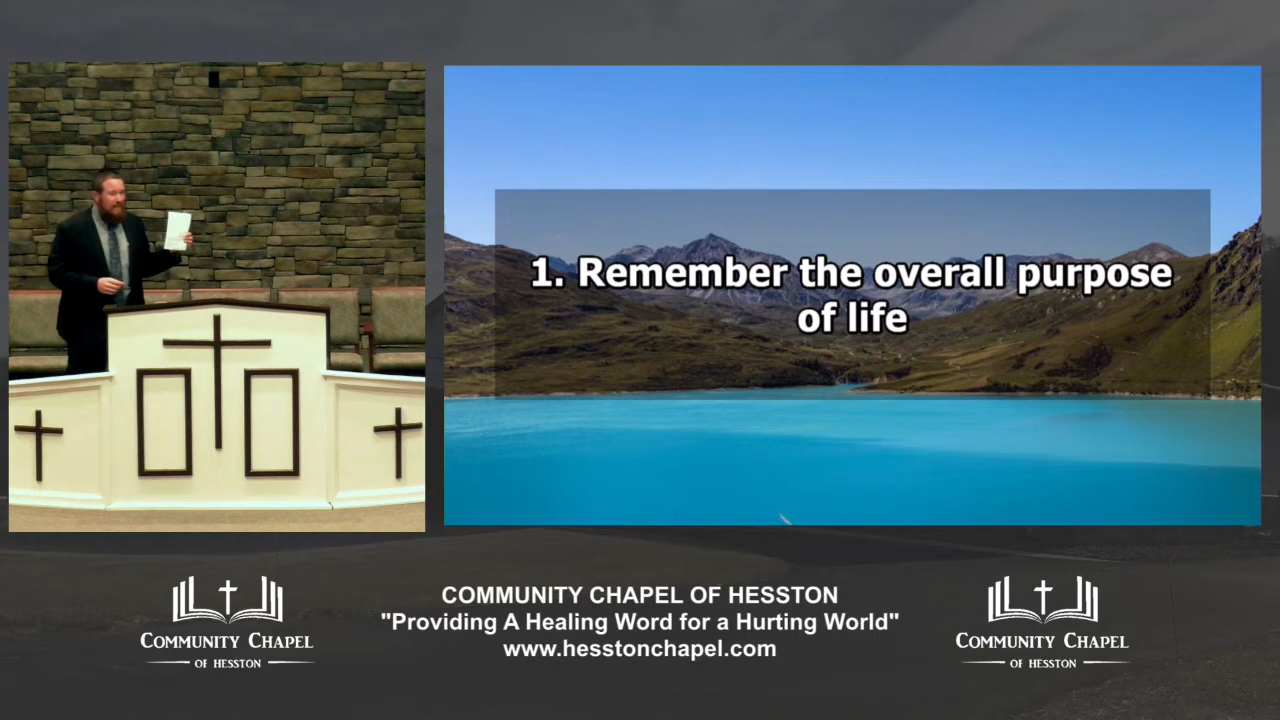 1. Remember the overall purpose
of life
COMMUNITY CHAPEL OF HESSTON
"Providing A Healing Word for a Hurting World"
www.hesstonchapel.com
COMMUNITY CHAPEL
OF HESSTON
COMMUNITY CHAPEL
OF HESSTON